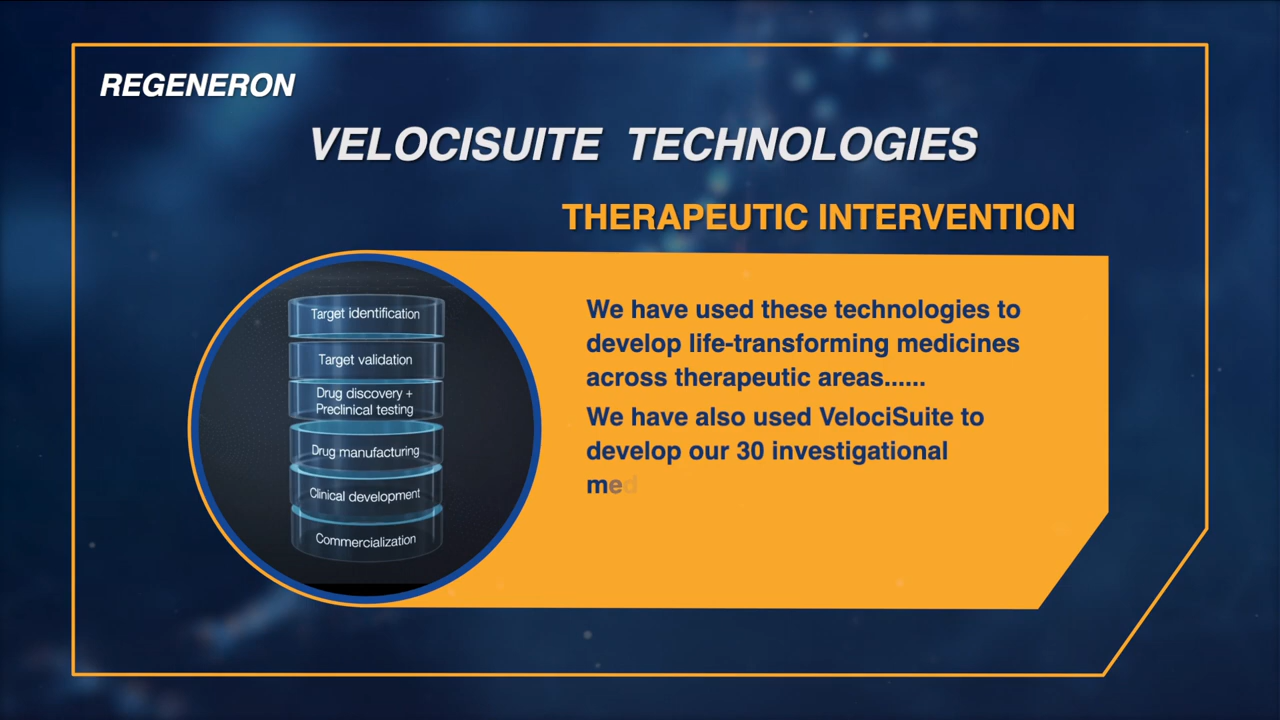 REGENERON
VELOCISUITE TECHNOLOGIES
THERAPEUTIC INTERVENTION
Target identification
Target validation
Drug discovery +
Preclinical testing
Drug manufacturing
Clinical development
Commercialization
We have used these technologies to
develop life-transforming medicines
across therapeutic areas......
We have also used VelociSuite to
develop our 30 investigational
med